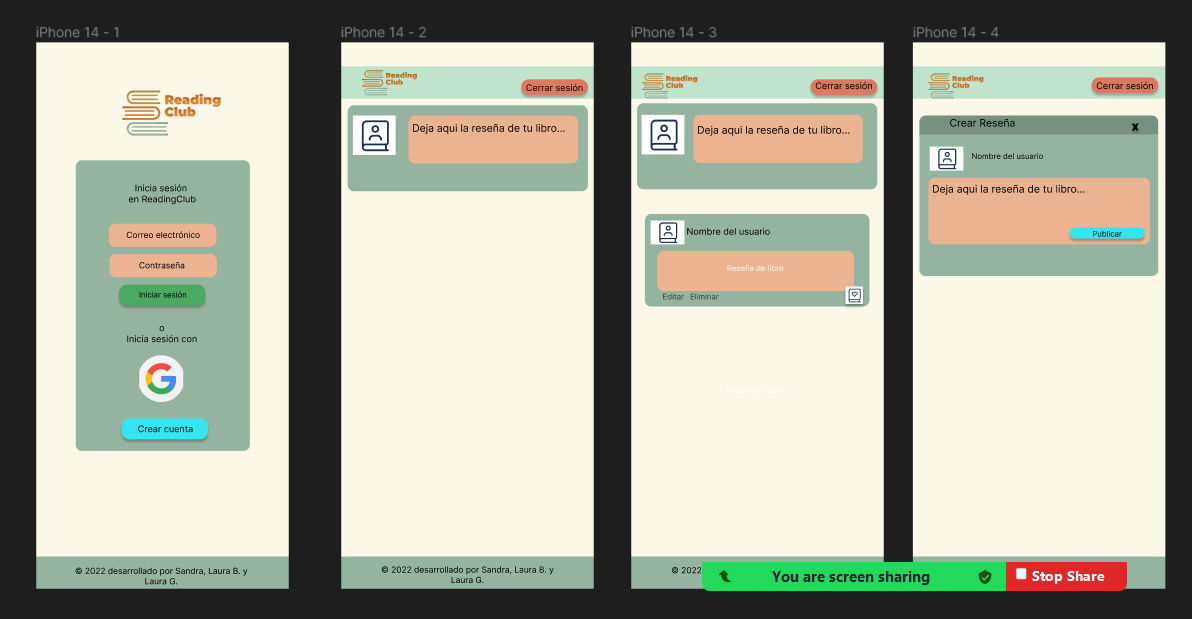 iPhone 14 - 1
Reading
Club
Inicia sesión
en ReadingClub
Correo electrónico
Contraseña
Iniciar sesión
o
Inicia sesión con
Crear cuenta
© 2022 desarrollado por Sandra, Laura B. y
Laura G.
iPhone 14 - 2
Reading
Club
Cerrar sesión
Deja aqui la reseña de tu libro...
© 2022 desarrollado por Sandra, Laura B. y
Laura G.
iPhone 14 - 3
Reading
Club
Cerrar sesión
Deja aqui la reseña de tu libro...
Nombre del usuario
Reseña de libro
Editar Eliminar
© 2022
iPhone 14 - 4
Reading
Club
Cerrar sesión
Crear Reseña
x
Nombre del usuario
Deja aqui la reseña de tu libro...
Publicar
You are screen sharing
Stop Share